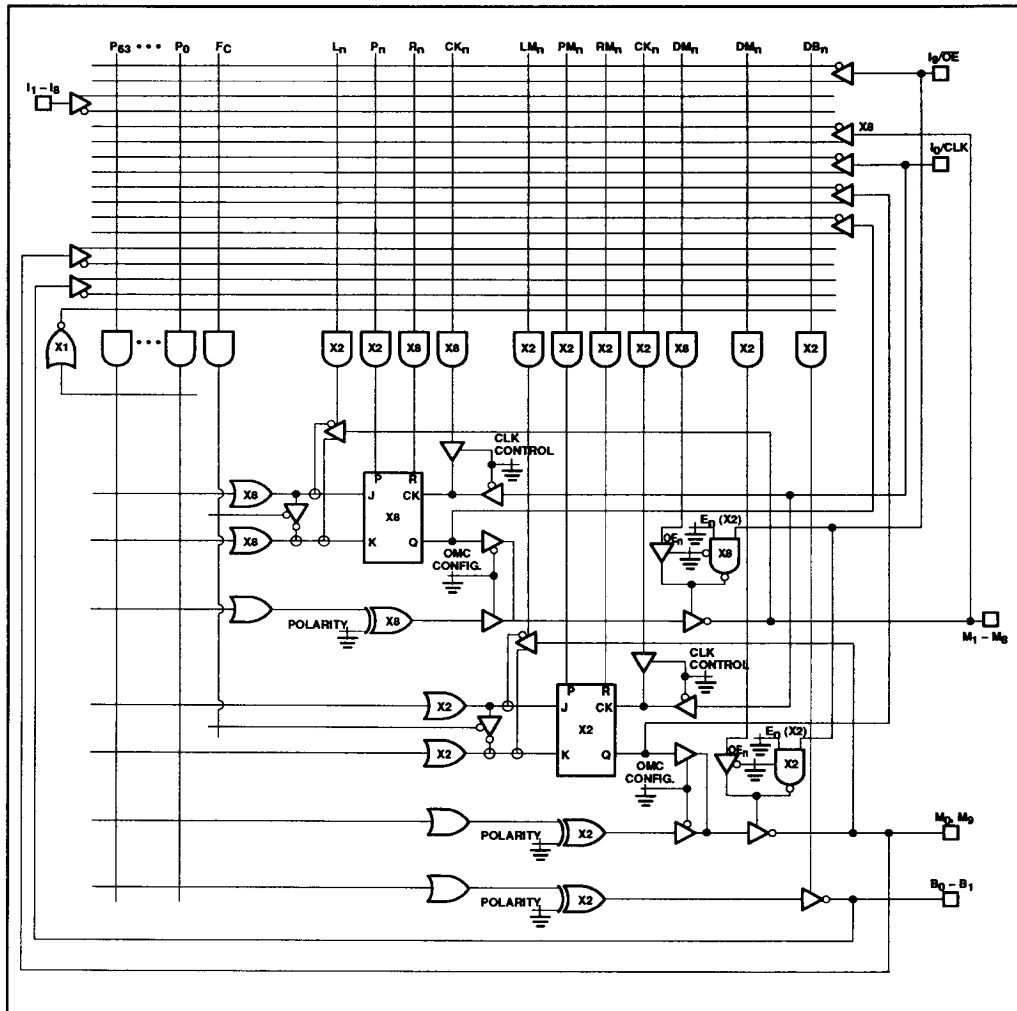 P63 ••• P0 FC Ln Pn Rn CKn LMn PMn RMn CKn DMn DMn DBn
I9/OE
I1 – I8
X8
I0/CLK
X1 X2 X2 X8 X8 X2 X2 X2 X2 X8 X2 X2
CLK
CONTROL
P R
X8 J CK
X8
X8 K Q
OMC
CONFIG.
En (X2)
OEn
X8
POLARITY X8
M1 – M8
CLK
CONTROL
P R
X2 J CK
X2
X2 K Q
OMC
CONFIG.
En (X2)
OEn
X2
POLARITY X2
M0, M9
POLARITY X2
B0 – B1